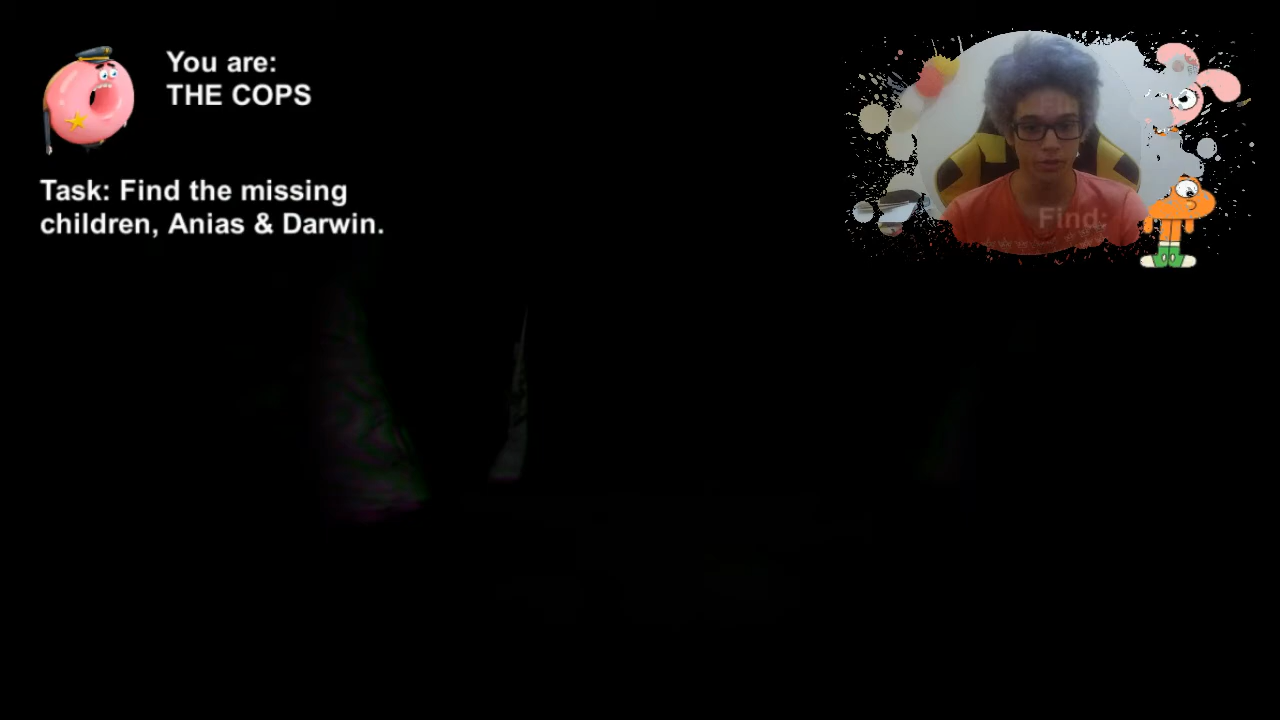 You are:
THE COPS
Task: Find the missing
children, Anias & Darwin.
Find: